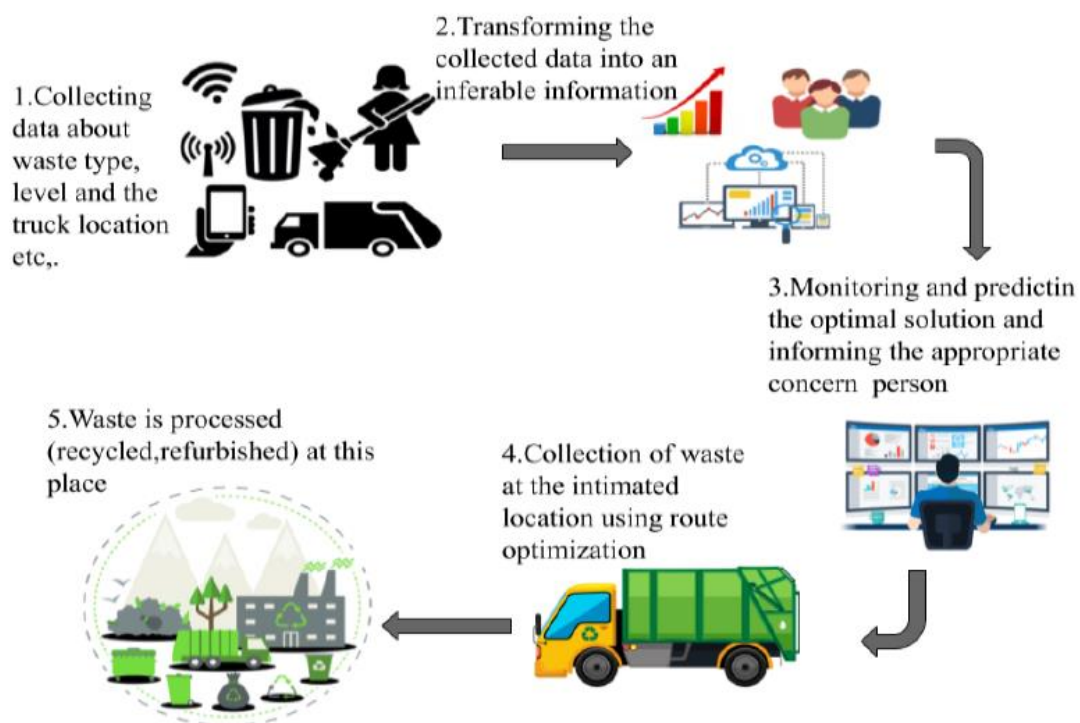 1.Collecting
data about
waste type,
level and the
truck location
etc,.
2.Transforming the
collected data into an
inferable information
3.Monitoring and predictin
the optimal solution and
informing the appropriate
concern person
4.Collection of waste
at the intimated
location using route
optimization
5.Waste is processed
(recycled,refurbished) at this
place